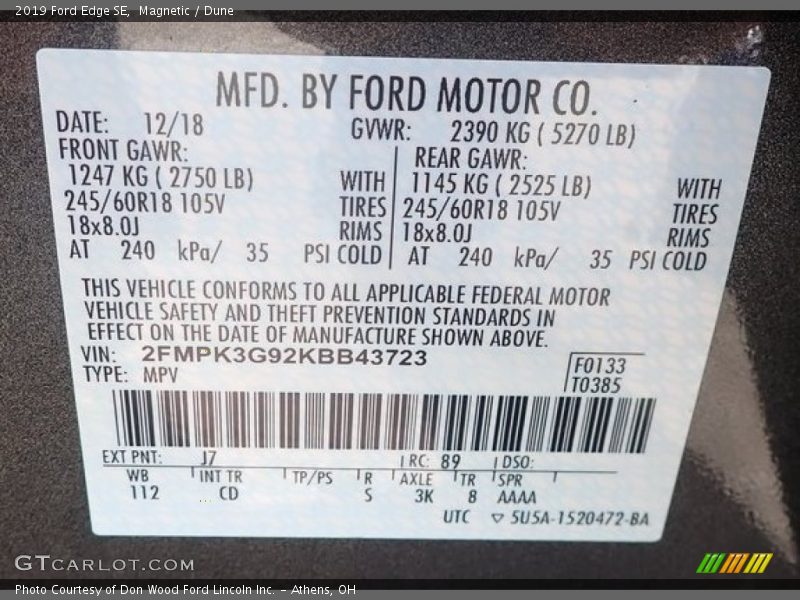 2019 Ford Edge SE, Magnetic / Dune
MFD. BY FORD MOTOR CO.
DATE: 12/18 GVWR: 2390 KG ( 5270 LB)
FRONT GAWR: REAR GAWR:
1247 KG ( 2750 LB) WITH 1145 KG ( 2525 LB) WITH
245/60R18 105V TIRES 245/60R18 105V TIRES
18x8.0J RIMS 18x8.0J RIMS
AT 240 kPa/ 35 PSI COLD AT 240 kPa/ 35 PSI COLD
THIS VEHICLE CONFORMS TO ALL APPLICABLE FEDERAL MOTOR
VEHICLE SAFETY AND THEFT PREVENTION STANDARDS IN
EFFECT ON THE DATE OF MANUFACTURE SHOWN ABOVE.
VIN: 2FMPK3G92KBB43723 F0133
TYPE: MPV T0385
EXT PNT: J7 RC: 89 DSO:
WB INT TR TP/PS R AXLE TR SPR
112 CD S 3K 8 AAAA
UTC ▽ 5U5A-1520472-BA
GTCARLOT.COM
Photo Courtesy of Don Wood Ford Lincoln Inc. – Athens, OH